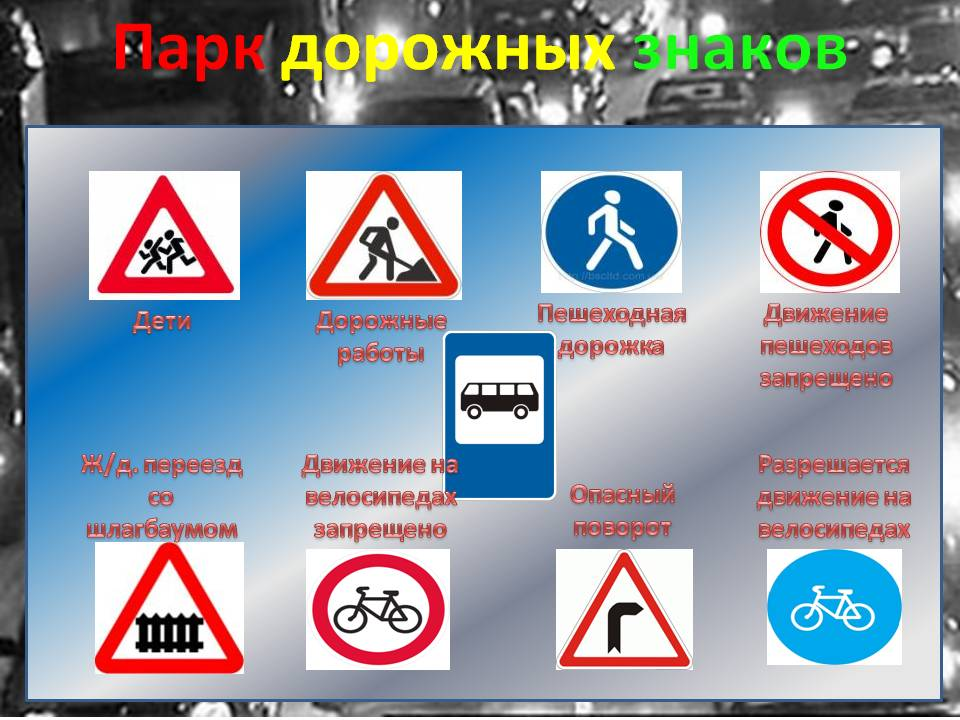 Парк дорожных знаков
Дети
Дорожные
работы
Пешеходная
дорожка
Движение
пешеходов
запрещено
Ж/д. переезд
со
шлагбаумом
Движение на
велосипедах
запрещено
Опасный
поворот
Разрешается
движение на
велосипедах